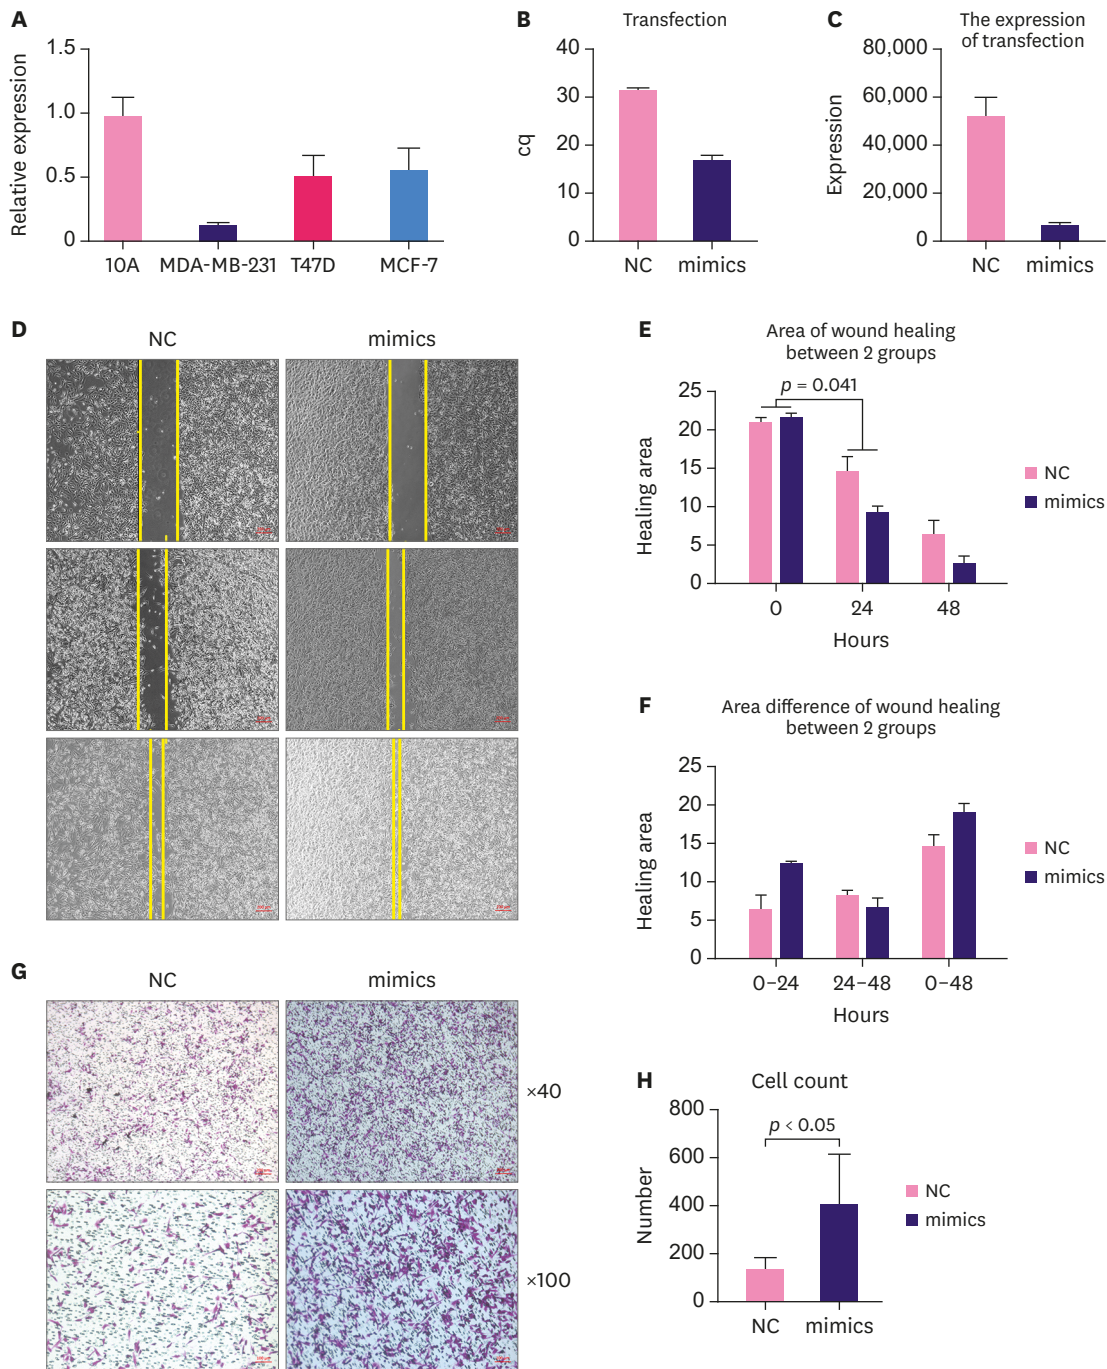 A
Relative expression
1.5
1.0
0.5
0
10A
MDA-MB-231
T47D
MCF-7
B
Transfection
cq
40
30
20
10
0
NC
mimics
C
The expression
of transfection
Expression
80,000
60,000
40,000
20,000
0
NC
mimics
D
NC
mimics
E
Area of wound healing
between 2 groups
p = 0.041
Healing area
25
20
15
10
5
0
0
24
48
Hours
NC
mimics
F
Area difference of wound healing
between 2 groups
Healing area
25
20
15
10
5
0
0–24
24–48
0–48
Hours
NC
mimics
G
NC
mimics
×40
×100
H
Cell count
p < 0.05
Number
800
600
400
200
0
NC
mimics
NC
mimics